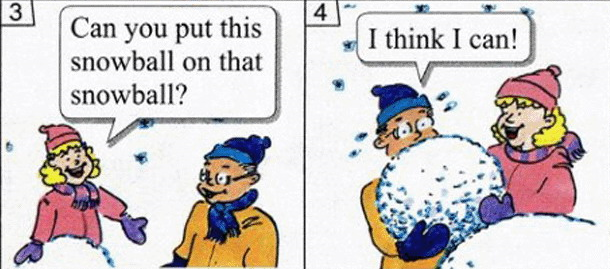 3
Can you put this
snowball on that
snowball?
4
I think I can!